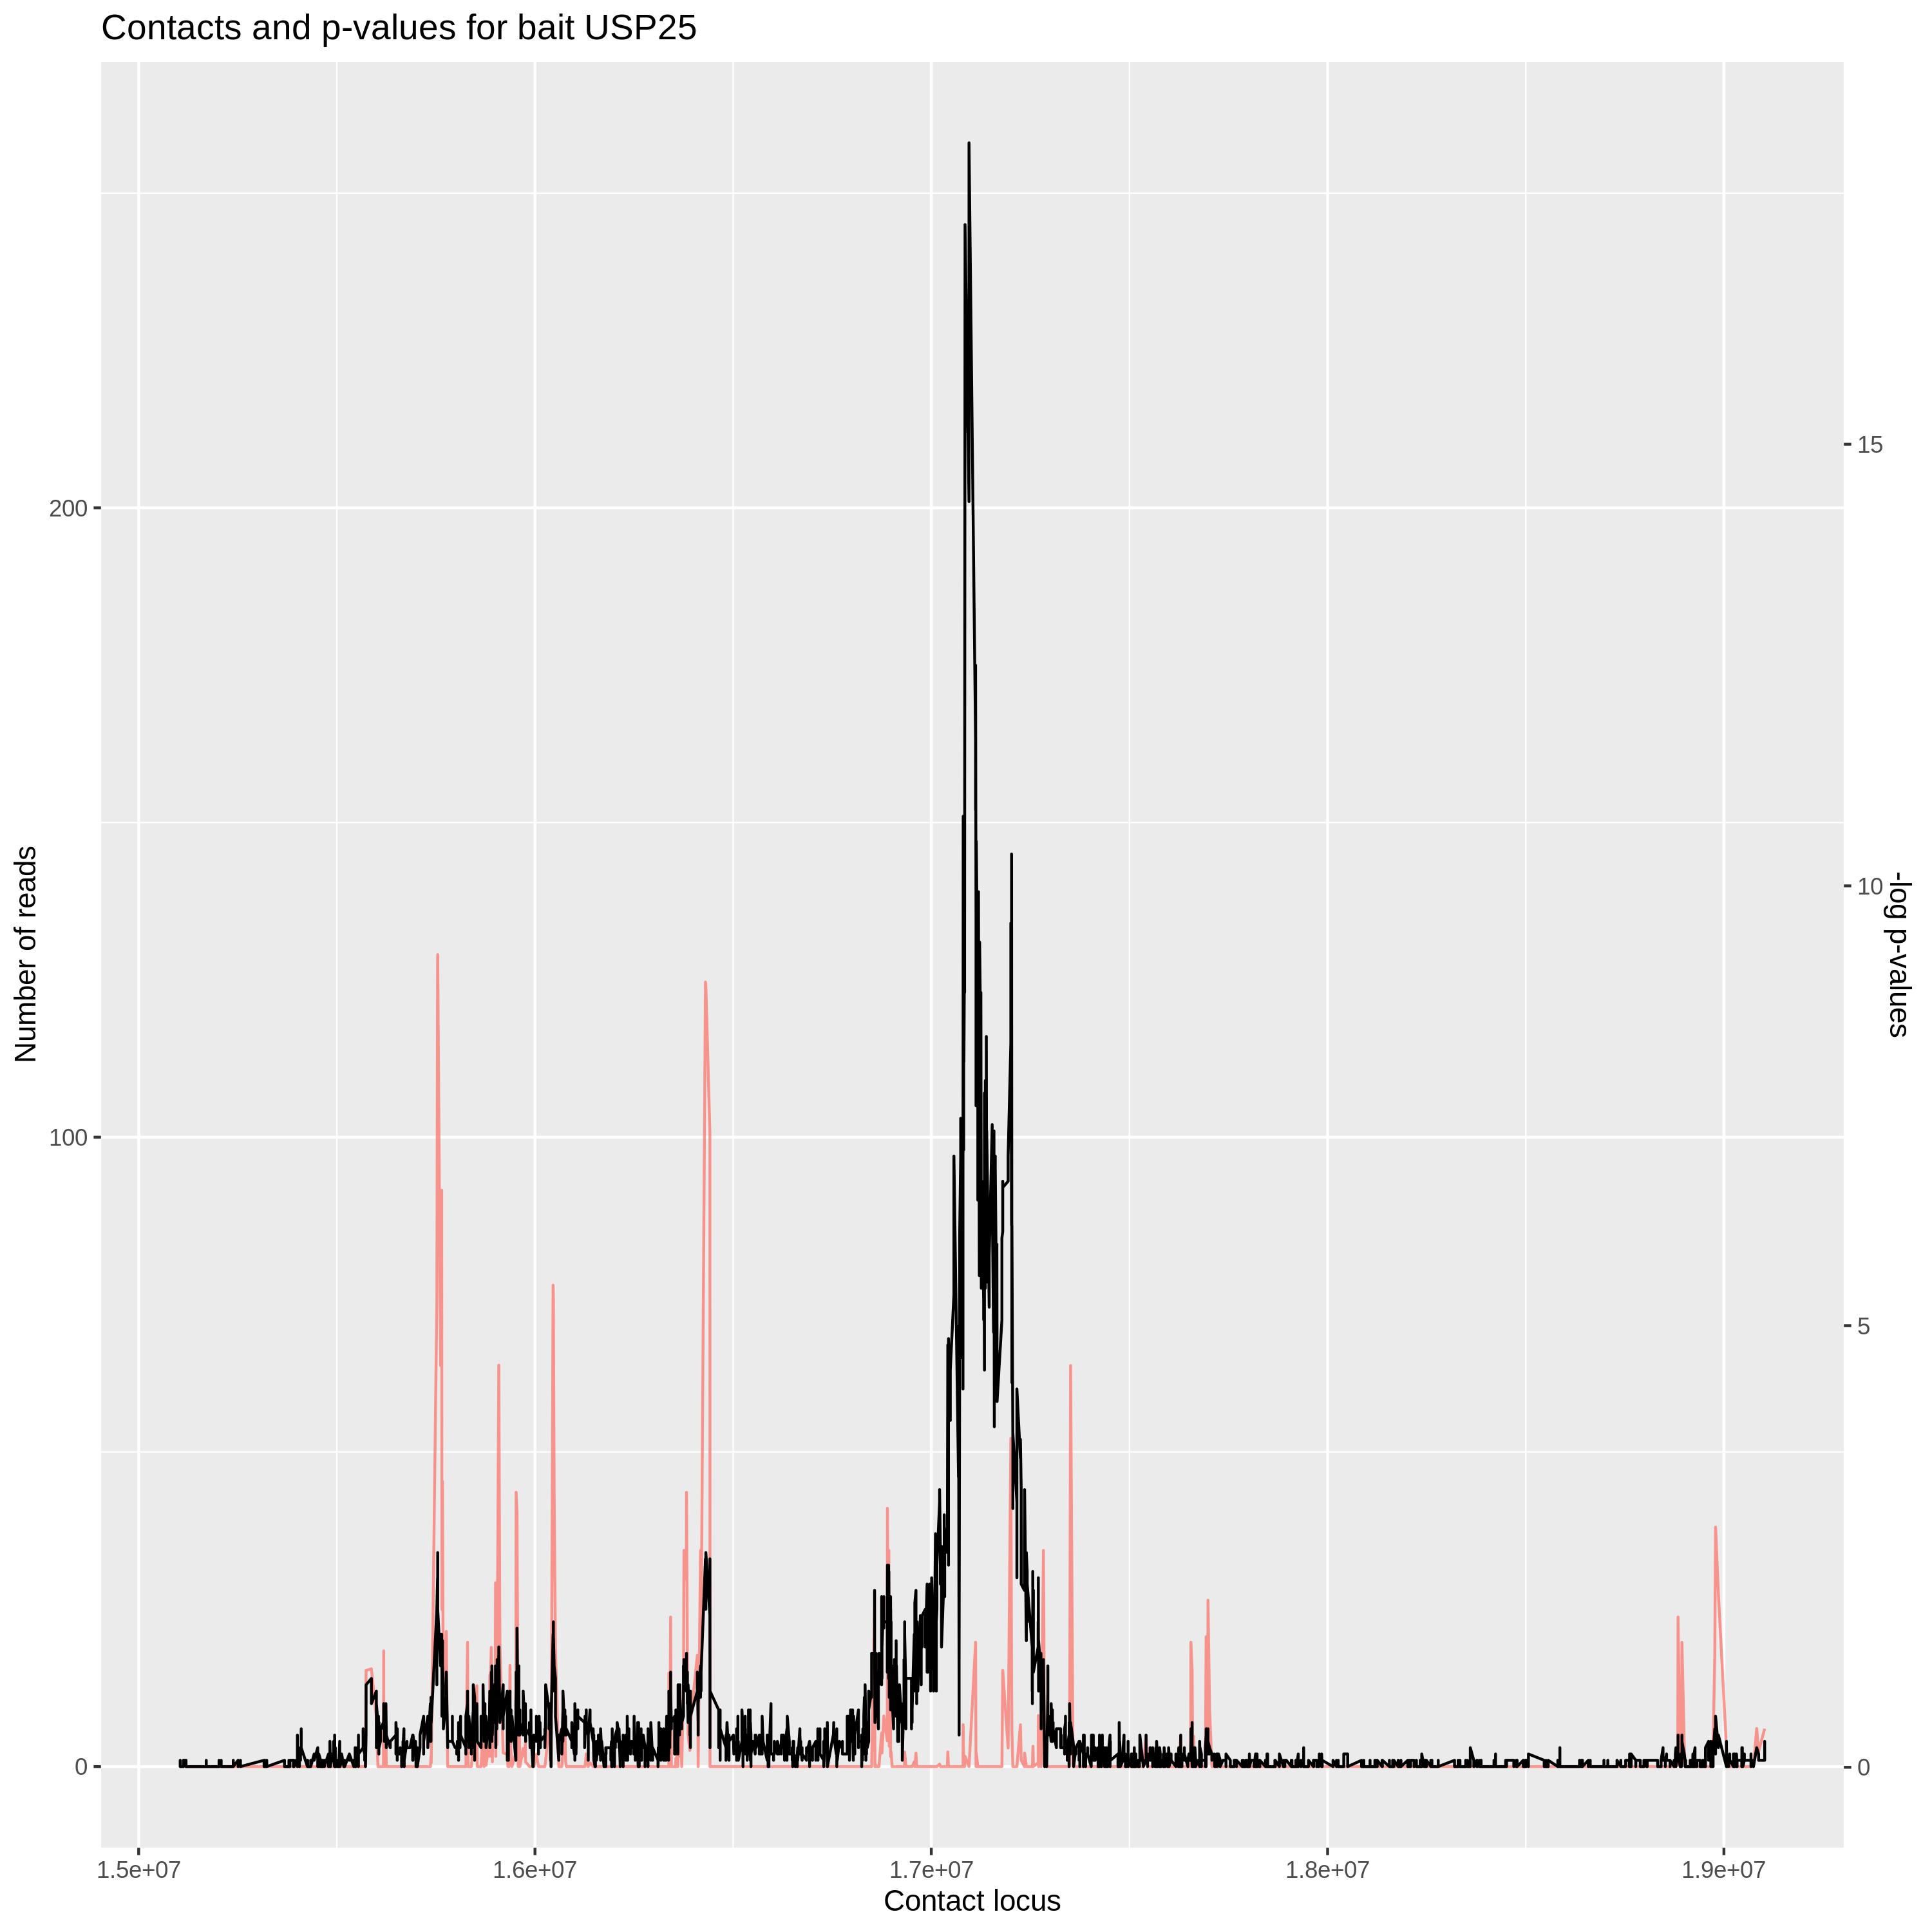 Contacts and p-values for bait USP25
Number of reads
200
100
0
15
10
5
0
-log p-values
1.5e+07
1.6e+07
1.7e+07
1.8e+07
1.9e+07
Contact locus